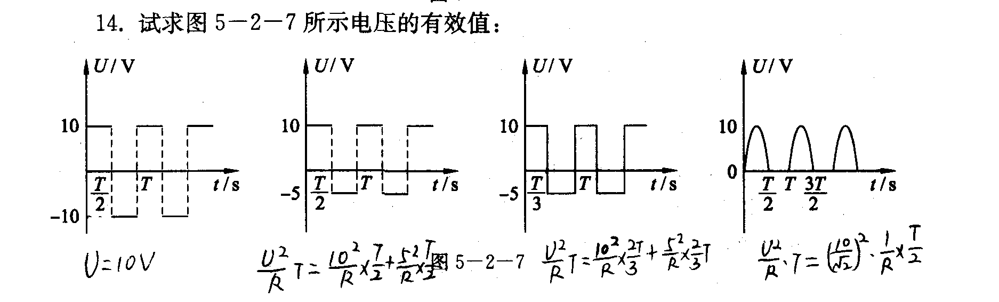 14. 试求图 5－2－7 所示电压的有效值：
U/V U/V U/V U/V
10 10 10 10
0
T/2 T t/s T/2 T t/s T/3 T t/s T/2 T 3T/2 t/s
-5 -5
-10
U=10V
U²/R T = 10²/R × T/2 + 5²/R × T/2
图 5－2－7
U²/R T = 10²/R × 2T/3 + 5²/R × 2/3 T
U²/R · T = (10/√2)² · 1/R × T/2